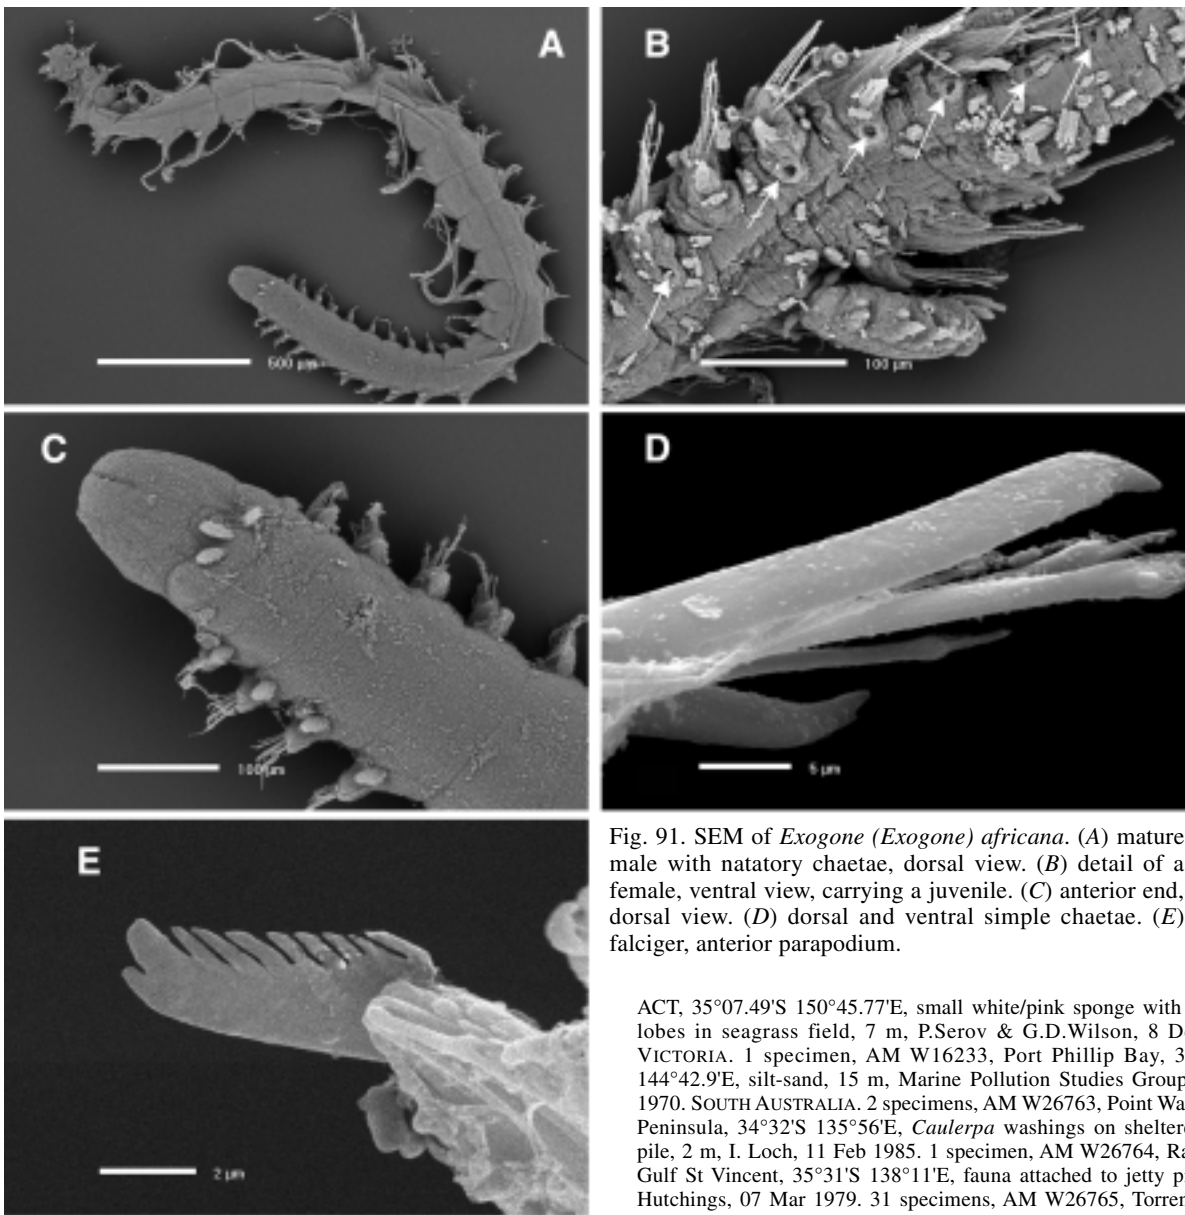 A
500 µm
B
100 µm
C
100 µm
D
5 µm
E
2 µm
Fig. 91. SEM of Exogone (Exogone) africana. (A) mature
male with natatory chaetae, dorsal view. (B) detail of a
female, ventral view, carrying a juvenile. (C) anterior end,
dorsal view. (D) dorsal and ventral simple chaetae. (E)
falciger, anterior parapodium.
ACT, 35°07.49'S 150°45.77'E, small white/pink sponge with
lobes in seagrass field, 7 m, P.Serov & G.D.Wilson, 8
VICTORIA. 1 specimen, AM W16233, Port Phillip Bay,
144°42.9'E, silt-sand, 15 m, Marine Pollution Studies Group
1970. SOUTH AUSTRALIA. 2 specimens, AM W26763, Point
Peninsula, 34°32'S 135°56'E, Caulerpa washings on
pile, 2 m, I. Loch, 11 Feb 1985. 1 specimen, AM W26764,
Gulf St Vincent, 35°31'S 138°11'E, fauna attached to jetty
Hutchings, 07 Mar 1979. 31 specimens, AM W26765,